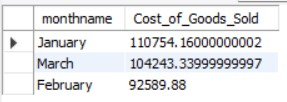 monthname Cost_of_Goods_Sold
January 110754.16000000002
March 104243.33999999997
February 92589.88